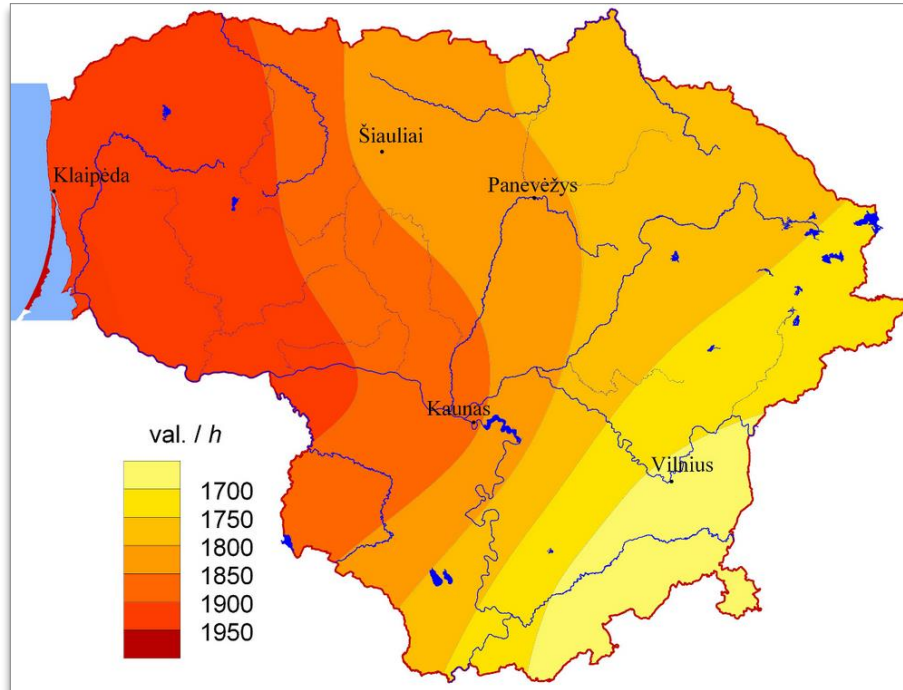 Šiauliai
Klaipėda
Panevėžys
Kaunas
Vilnius
val. / h
1700
1750
1800
1850
1900
1950